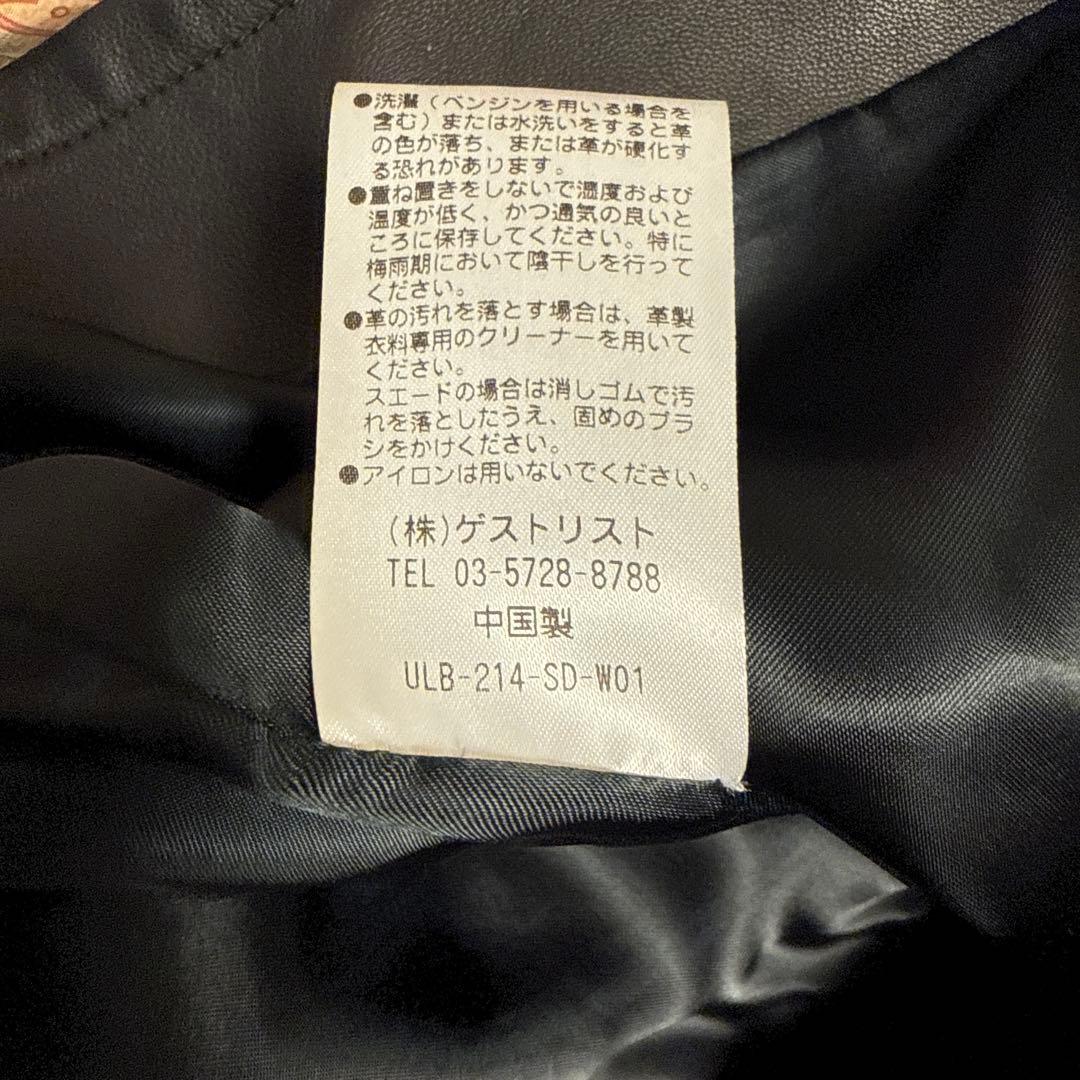 ●洗濯(ベンジンを用いる場合を
含む)または水洗いをすると革
の色が落ち、または革が硬化す
る恐れがあります。
●重ね置きをしないで湿度および
温度が低く、かつ通気の良いと
ころに保存してください。特に
梅雨期において陰干しを行って
ください。
●革の汚れを落とす場合は、革製
衣料専用のクリーナーを用いて
ください。
スエードの場合は消しゴムで汚
れを落としたうえ、固めのブラ
シをかけください。
●アイロンは用いないでください。
(株)ゲストリスト
TEL 03-5728-8788
中国製
ULB-214-SD-W01